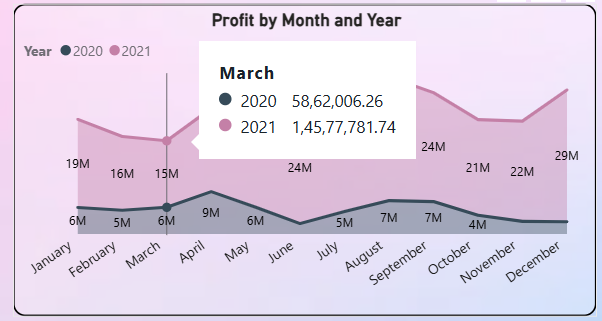 Profit by Month and Year
Year 2020 2021
March
2020 58,62,006.26
2021 1,45,77,781.74
19M 16M 15M 24M 24M 21M 22M 29M
6M 5M 6M 9M 6M 5M 7M 7M 4M
January February March April May June July August September October November December